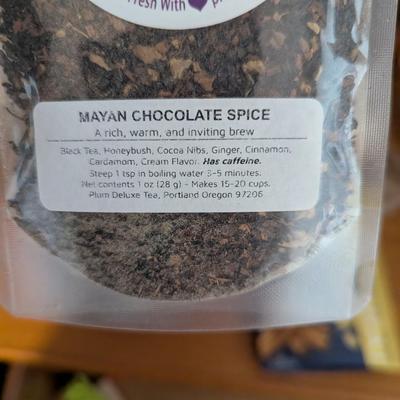 Fresh With
MAYAN CHOCOLATE SPICE
A rich, warm, and inviting brew
Black Tea, Honeybush, Cocoa Nibs, Ginger, Cinnamon,
Cardamom, Cream Flavor. Has caffeine.
Steep 1 tsp in boiling water 3-5 minutes.
Net contents 1 oz (28 g) - Makes 15-20 cups.
Plum Deluxe Tea, Portland Oregon 97206